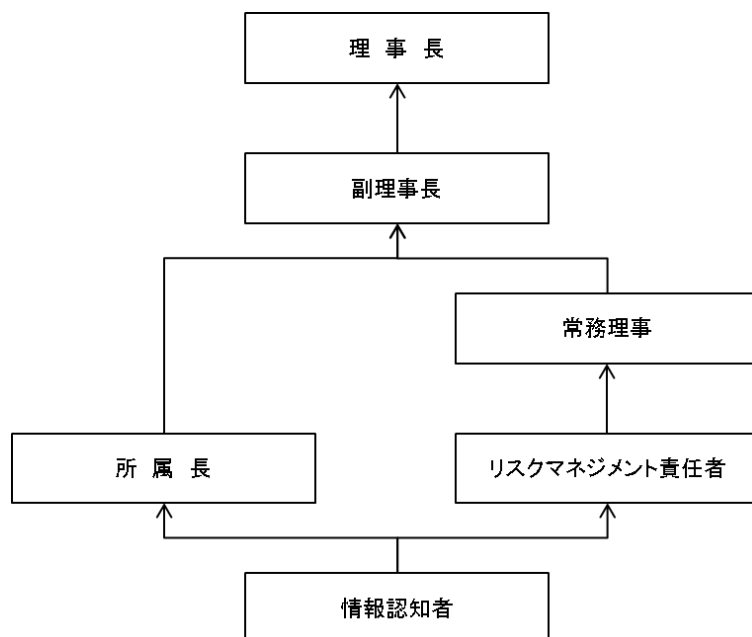 理 事 長
副理事長
常務理事
所 属 長
リスクマネジメント責任者
情報認知者